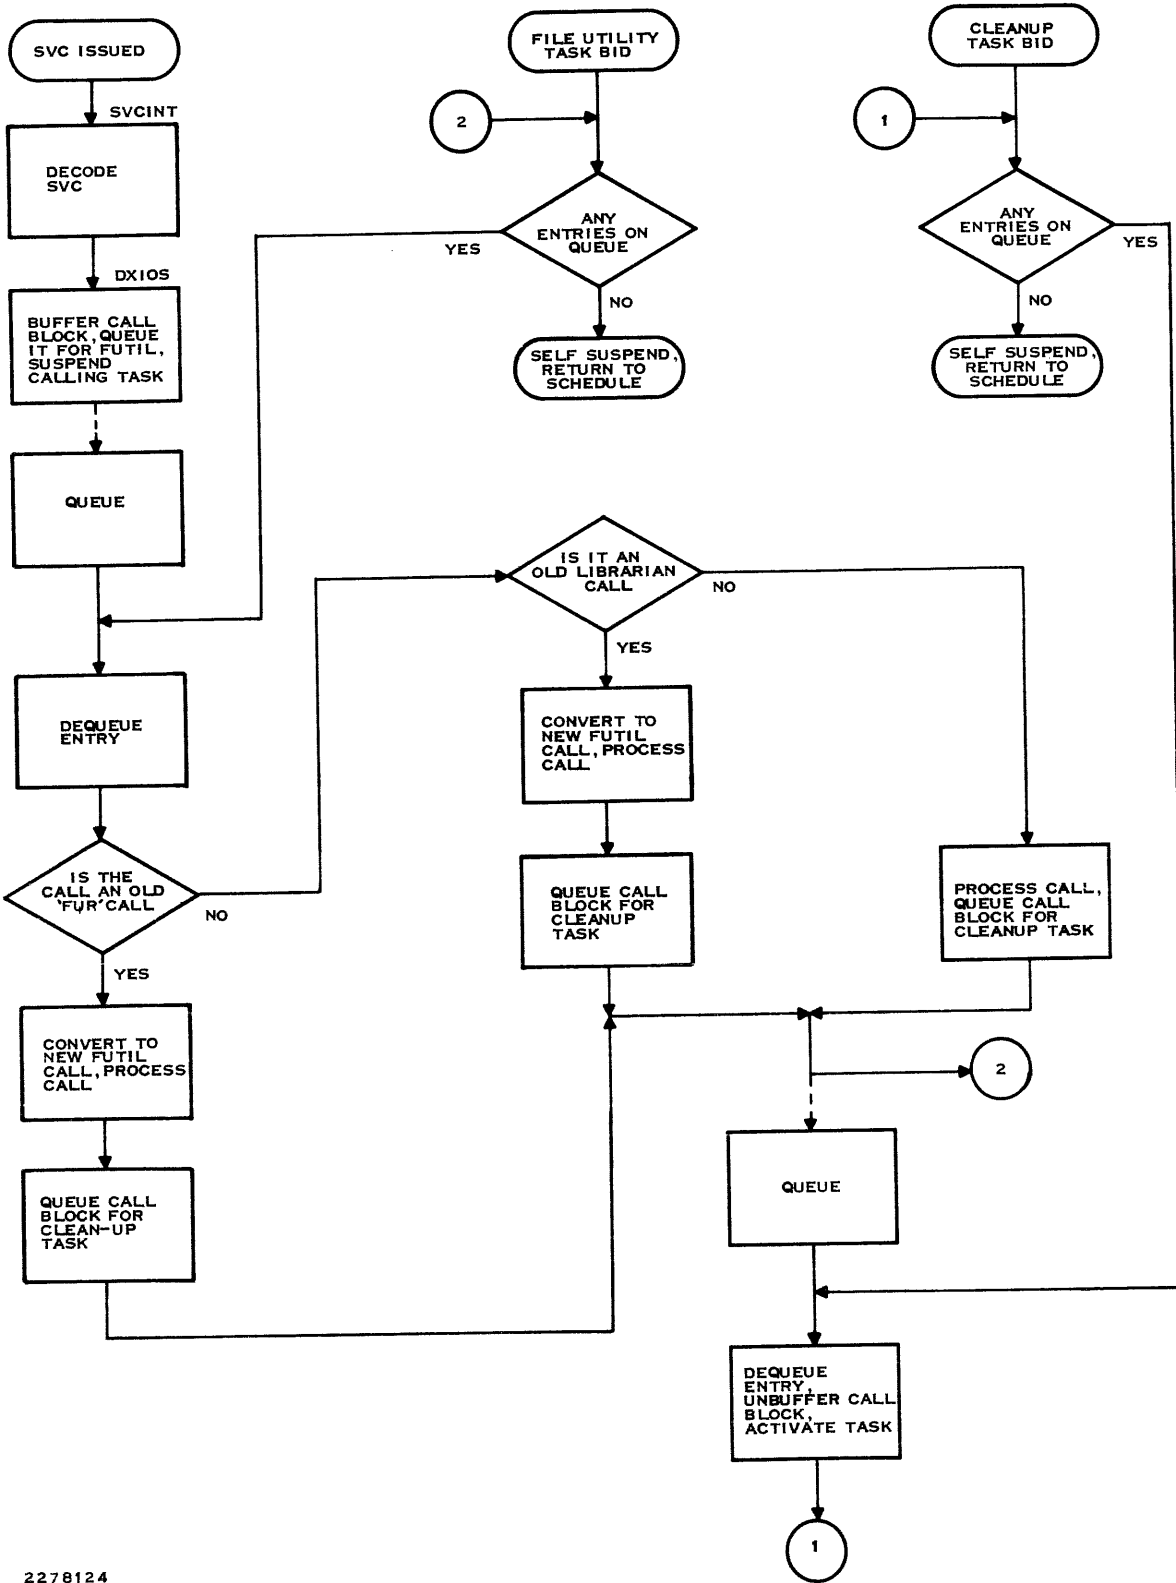 SVC ISSUED
SVCINT
DECODE
SVC
DXIOS
BUFFER CALL
BLOCK, QUEUE
IT FOR FUTIL,
SUSPEND
CALLING TASK
QUEUE
DEQUEUE
ENTRY
IS THE
CALL AN OLD
'FUR' CALL
NO
YES
CONVERT TO
NEW FUTIL
CALL, PROCESS
CALL
QUEUE CALL
BLOCK FOR
CLEAN-UP
TASK
FILE UTILITY
TASK BID
2
ANY
ENTRIES ON
QUEUE
YES
NO
SELF SUSPEND,
RETURN TO
SCHEDULE
IS IT AN
OLD LIBRARIAN
CALL
NO
YES
CONVERT TO
NEW FUTIL
CALL, PROCESS
CALL
QUEUE CALL
BLOCK FOR
CLEANUP
TASK
CLEANUP
TASK BID
1
ANY
ENTRIES ON
QUEUE
YES
NO
SELF SUSPEND,
RETURN TO
SCHEDULE
PROCESS CALL,
QUEUE CALL
BLOCK FOR
CLEANUP TASK
2
QUEUE
DEQUEUE
ENTRY,
UNBUFFER CALL
BLOCK,
ACTIVATE TASK
1
2278124